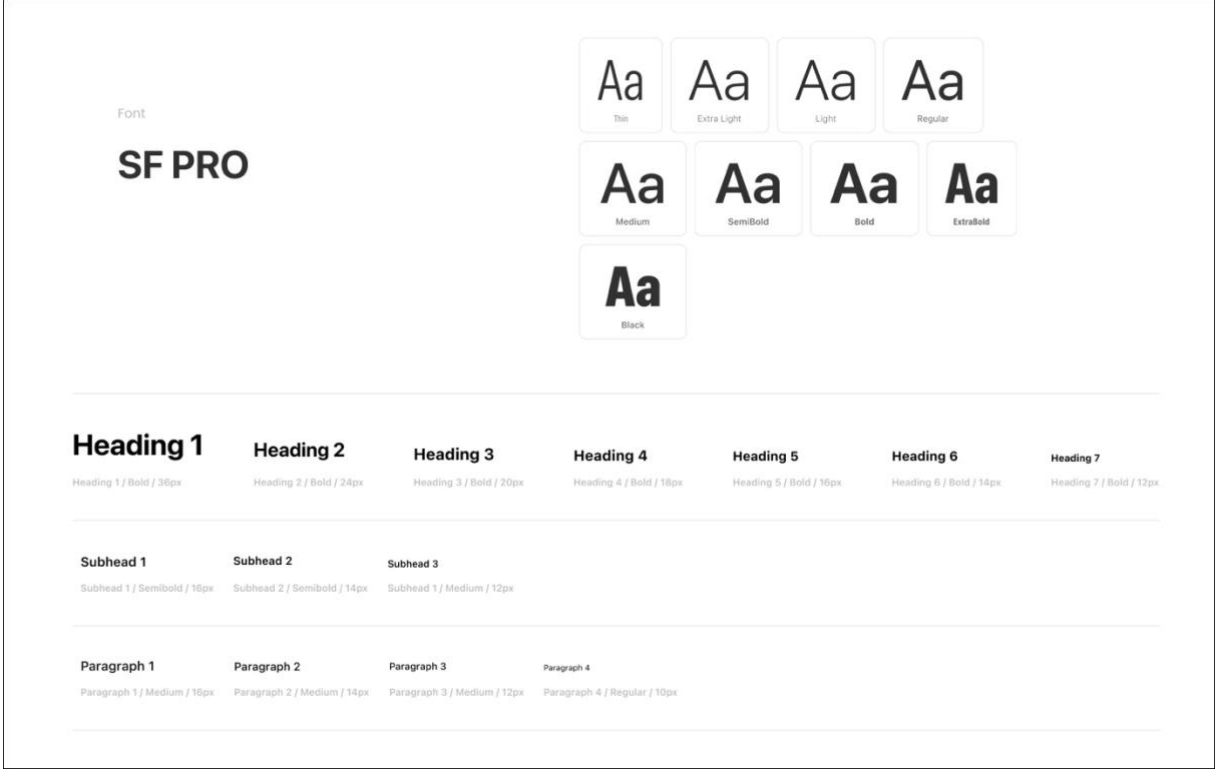 Font
SF PRO
Aa Aa Aa Aa
Thin Extra Light Light Regular
Aa Aa Aa Aa
Medium SemiBold Bold ExtraBold
Aa
Black
Heading 1 Heading 2 Heading 3 Heading 4 Heading 5 Heading 6 Heading 7
Heading 1 / Bold / 36px Heading 2 / Bold / 24px Heading 3 / Bold / 20px Heading 4 / Bold / 18px Heading 5 / Bold / 16px Heading 6 / Bold / 14px Heading 7 / Bold / 12px
Subhead 1 Subhead 2 Subhead 3
Subhead 1 / Semibold / 16px Subhead 2 / Semibold / 14px Subhead 1 / Medium / 12px
Paragraph 1 Paragraph 2 Paragraph 3 Paragraph 4
Paragraph 1 / Medium / 16px Paragraph 2 / Medium / 14px Paragraph 3 / Medium / 12px Paragraph 4 / Regular / 10px